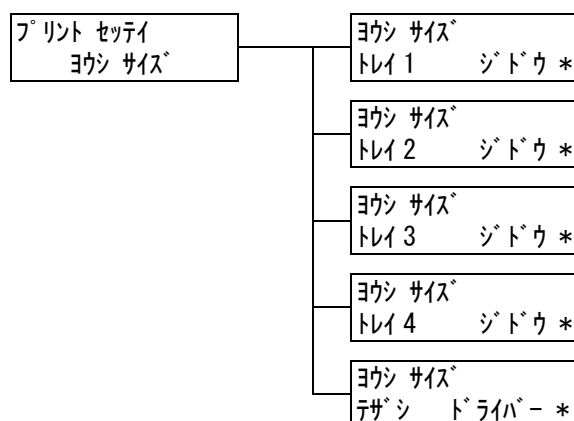 ﾌﾟﾘﾝﾄ ｾｯﾃｲ
ﾖｳｼ ｻｲｽﾞ
ﾖｳｼ ｻｲｽﾞ
ﾄﾚｲ 1 ｼﾞﾄﾞｳ *
ﾖｳｼ ｻｲｽﾞ
ﾄﾚｲ 2 ｼﾞﾄﾞｳ *
ﾖｳｼ ｻｲｽﾞ
ﾄﾚｲ 3 ｼﾞﾄﾞｳ *
ﾖｳｼ ｻｲｽﾞ
ﾄﾚｲ 4 ｼﾞﾄﾞｳ *
ﾖｳｼ ｻｲｽﾞ
ﾃｻﾞｼ ﾄﾞﾗｲﾊﾞｰ *